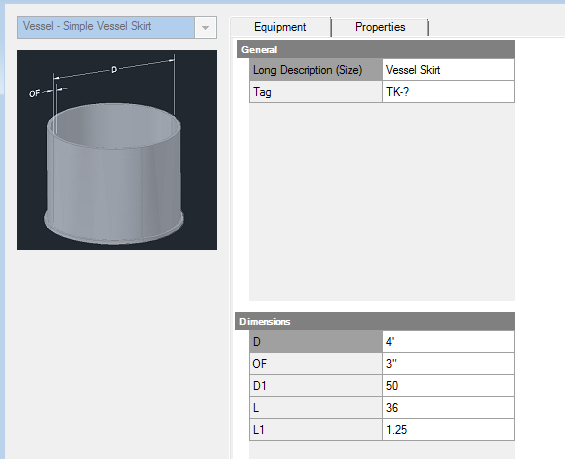 Vessel - Simple Vessel Skirt
D
OF
Equipment
Properties
General
Long Description (Size) Vessel Skirt
Tag TK-?
Dimensions
D 4'
OF 3"
D1 50
L 36
L1 1.25